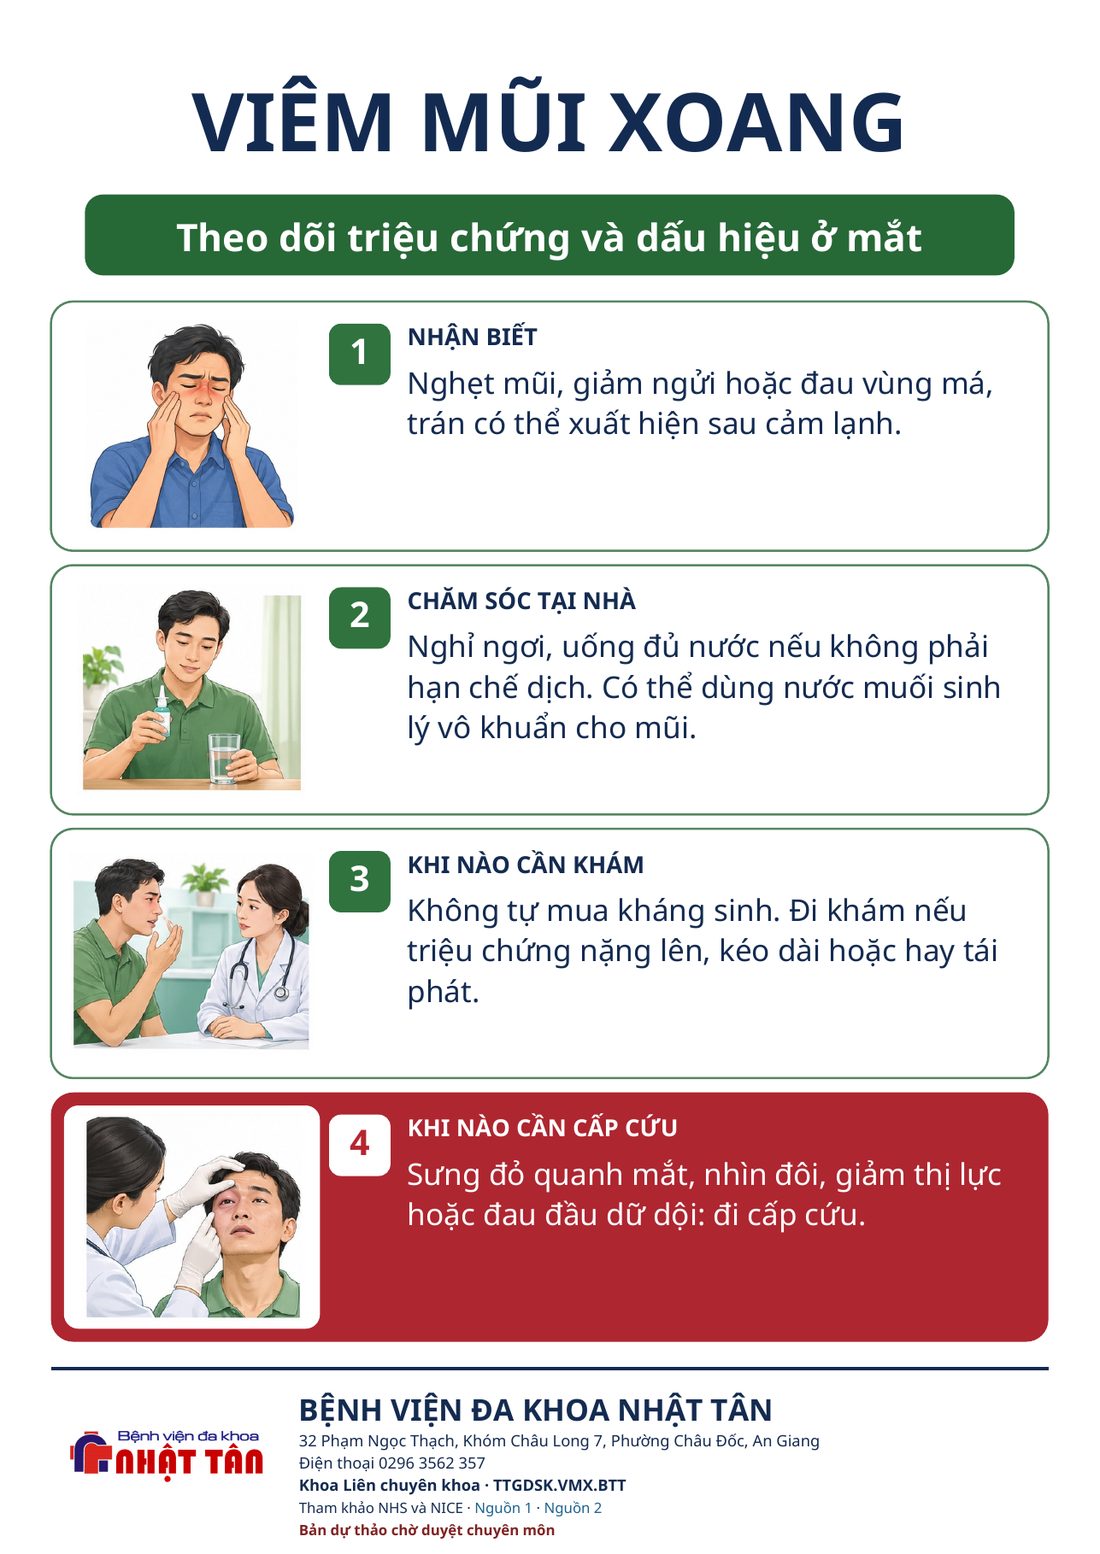 VIÊM MŨI XOANG
Theo dõi triệu chứng và dấu hiệu ở mắt
1
NHẬN BIẾT
Nghẹt mũi, giảm ngửi hoặc đau vùng má,
trán có thể xuất hiện sau cảm lạnh.
2
CHĂM SÓC TẠI NHÀ
Nghỉ ngơi, uống đủ nước nếu không phải
hạn chế dịch. Có thể dùng nước muối sinh
lý vô khuẩn cho mũi.
3
KHI NÀO CẦN KHÁM
Không tự mua kháng sinh. Đi khám nếu
triệu chứng nặng lên, kéo dài hoặc hay tái
phát.
4
KHI NÀO CẦN CẤP CỨU
Sưng đỏ quanh mắt, nhìn đôi, giảm thị lực
hoặc đau đầu dữ dội: đi cấp cứu.
Bệnh viện đa khoa
NHẬT TÂN
BỆNH VIỆN ĐA KHOA NHẬT TÂN
32 Phạm Ngọc Thạch, Khóm Châu Long 7, Phường Châu Đốc, An Giang
Điện thoại 0296 3562 357
Khoa Liên chuyên khoa · TTGDSK.VMX.BTT
Tham khảo NHS và NICE · Nguồn 1 · Nguồn 2
Bản dự thảo chờ duyệt chuyên môn